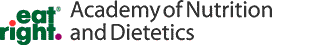 eat® Academy of Nutrition
right. and Dietetics